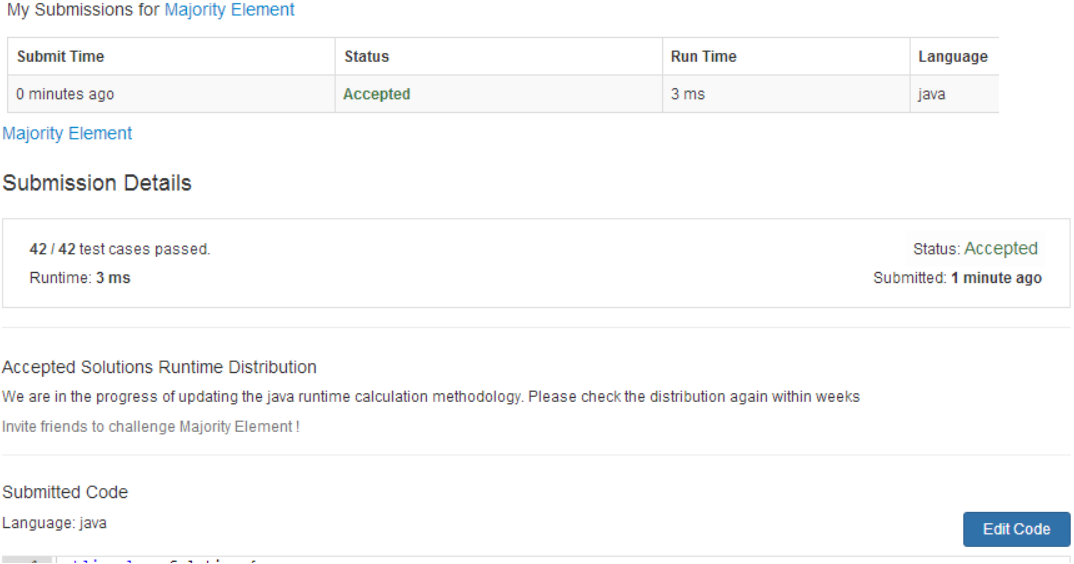 My Submissions for Majority Element
Submit Time Status Run Time Language
0 minutes ago Accepted 3 ms java
Majority Element
Submission Details
42 / 42 test cases passed. Status: Accepted
Runtime: 3 ms Submitted: 1 minute ago
Accepted Solutions Runtime Distribution
We are in the progress of updating the java runtime calculation methodology. Please check the distribution again within weeks
Invite friends to challenge Majority Element !
Submitted Code
Language: java
Edit Code